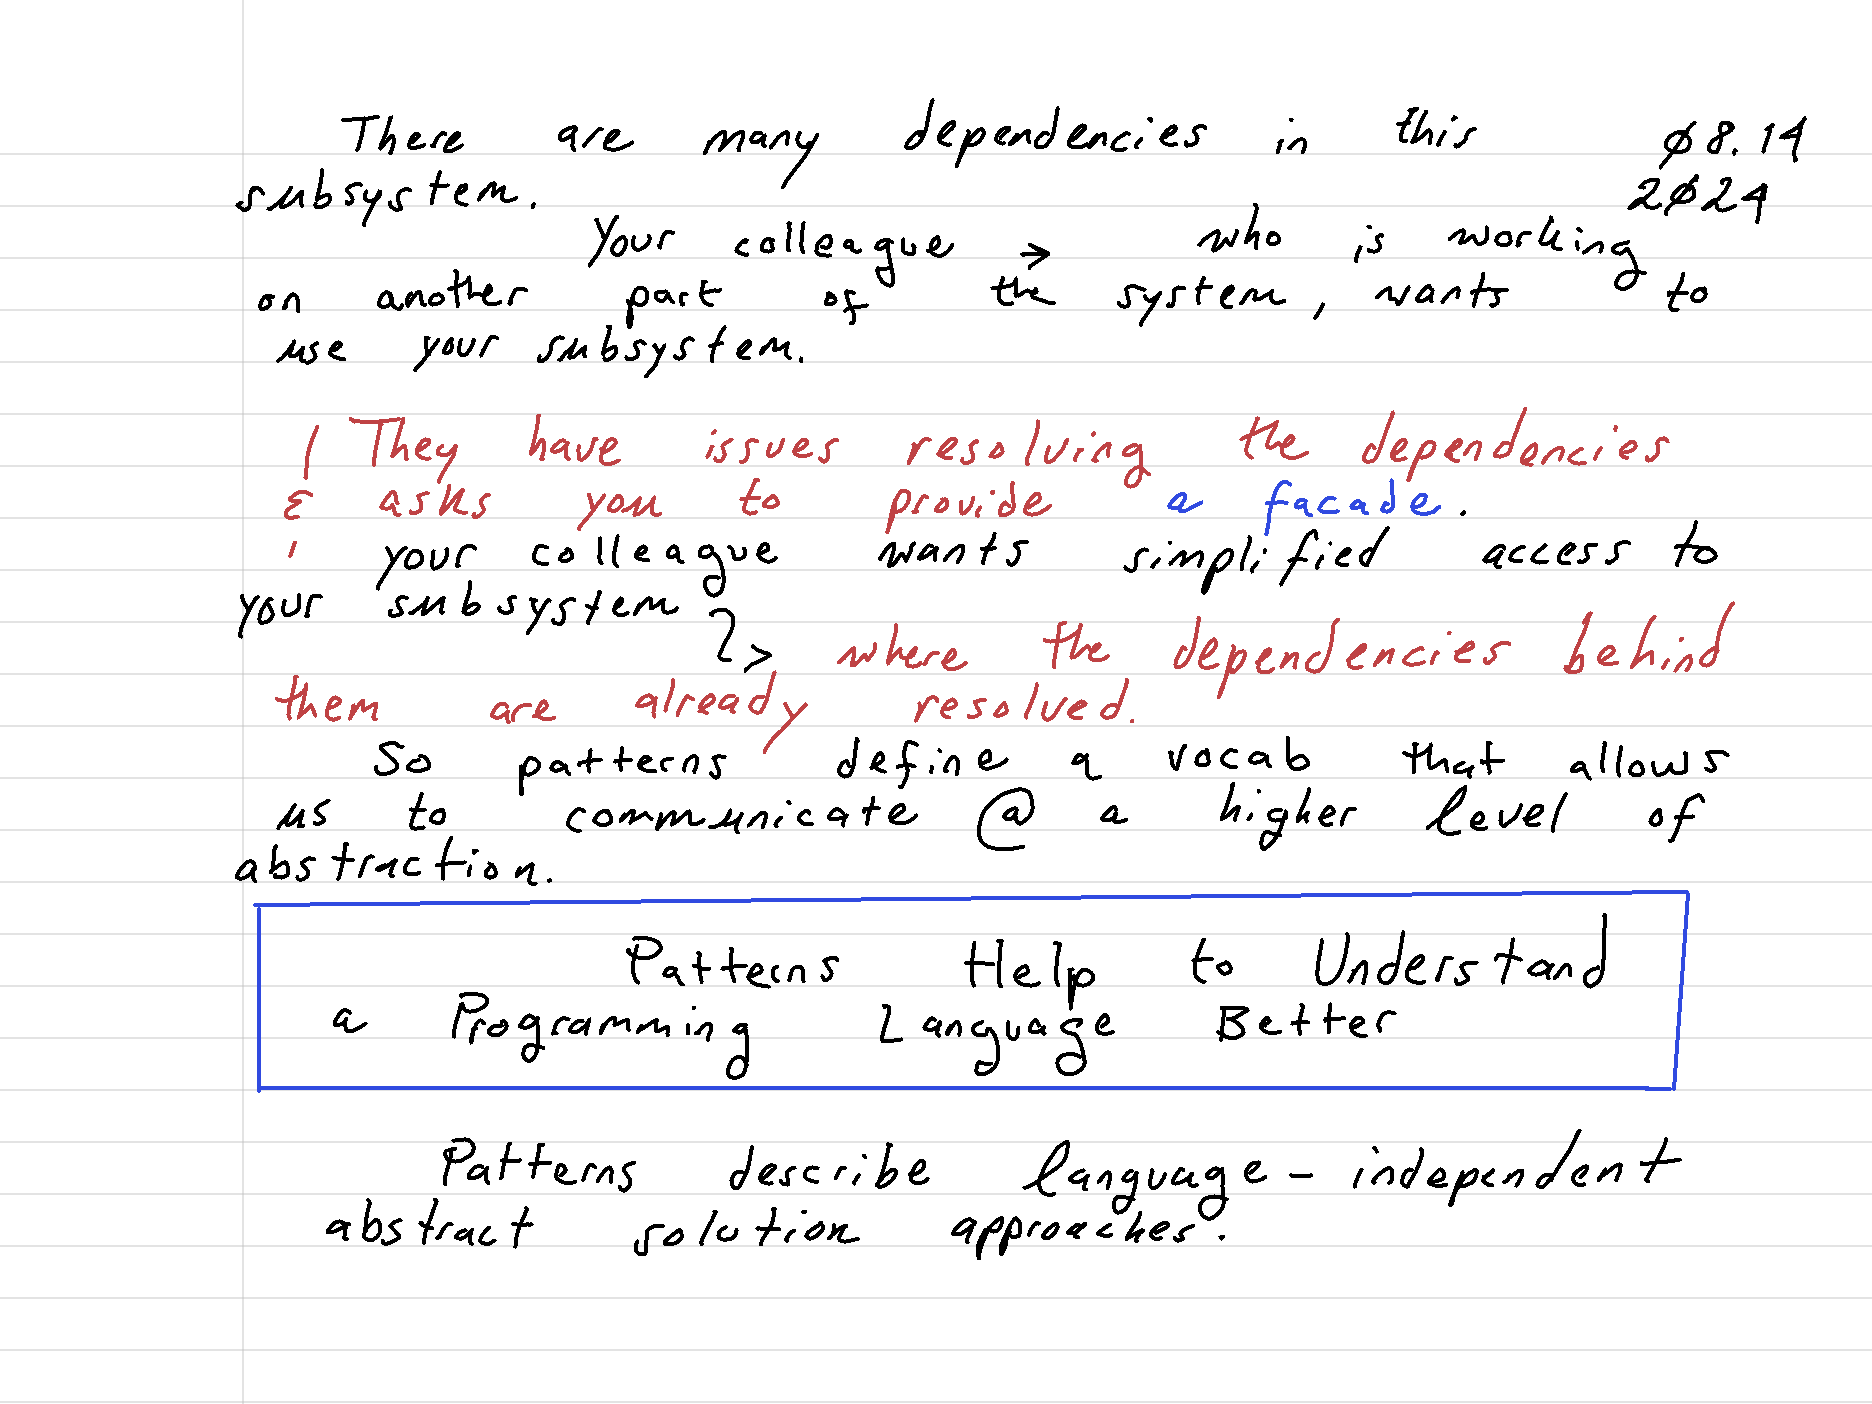 There are many dependencies in this ø8.14
subsystem. 2ø24
Your colleague → who is working
on another part of the system, wants to
use your subsystem.
They have issues resolving the dependencies
& asks you to provide a facade.
your colleague wants simplified access to
your subsystem
> where the dependencies behind
them are already resolved.
So patterns define a vocab that allows
us to communicate @ a higher level of
abstraction.
Patterns Help to Understand
a Programming Language Better
Patterns describe language - independent
abstract solution approaches.